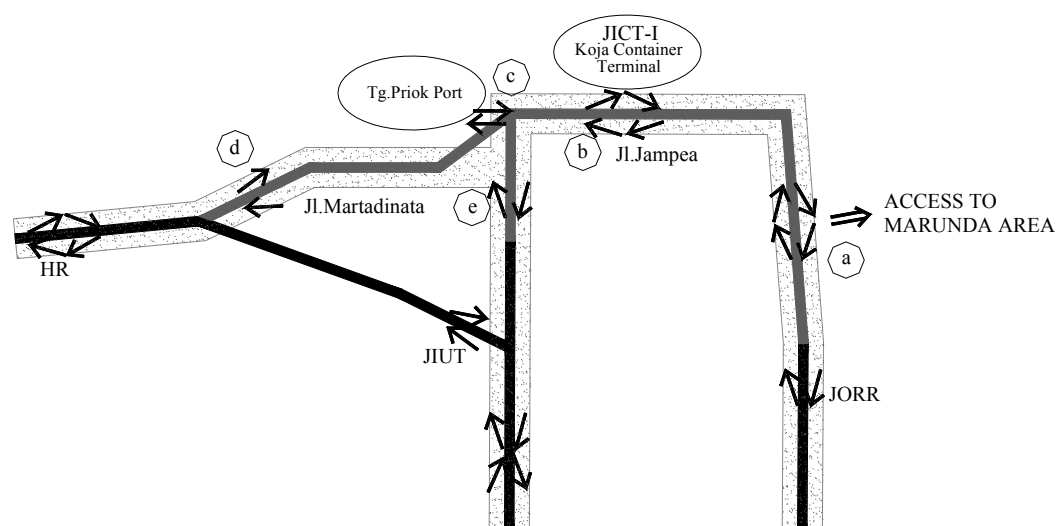 JICT-I
Koja Container
Terminal
c
Tg.Priok Port
d
b
Jl.Jampea
e
Jl.Martadinata
ACCESS TO
MARUNDA AREA
a
HR
JIUT
JORR